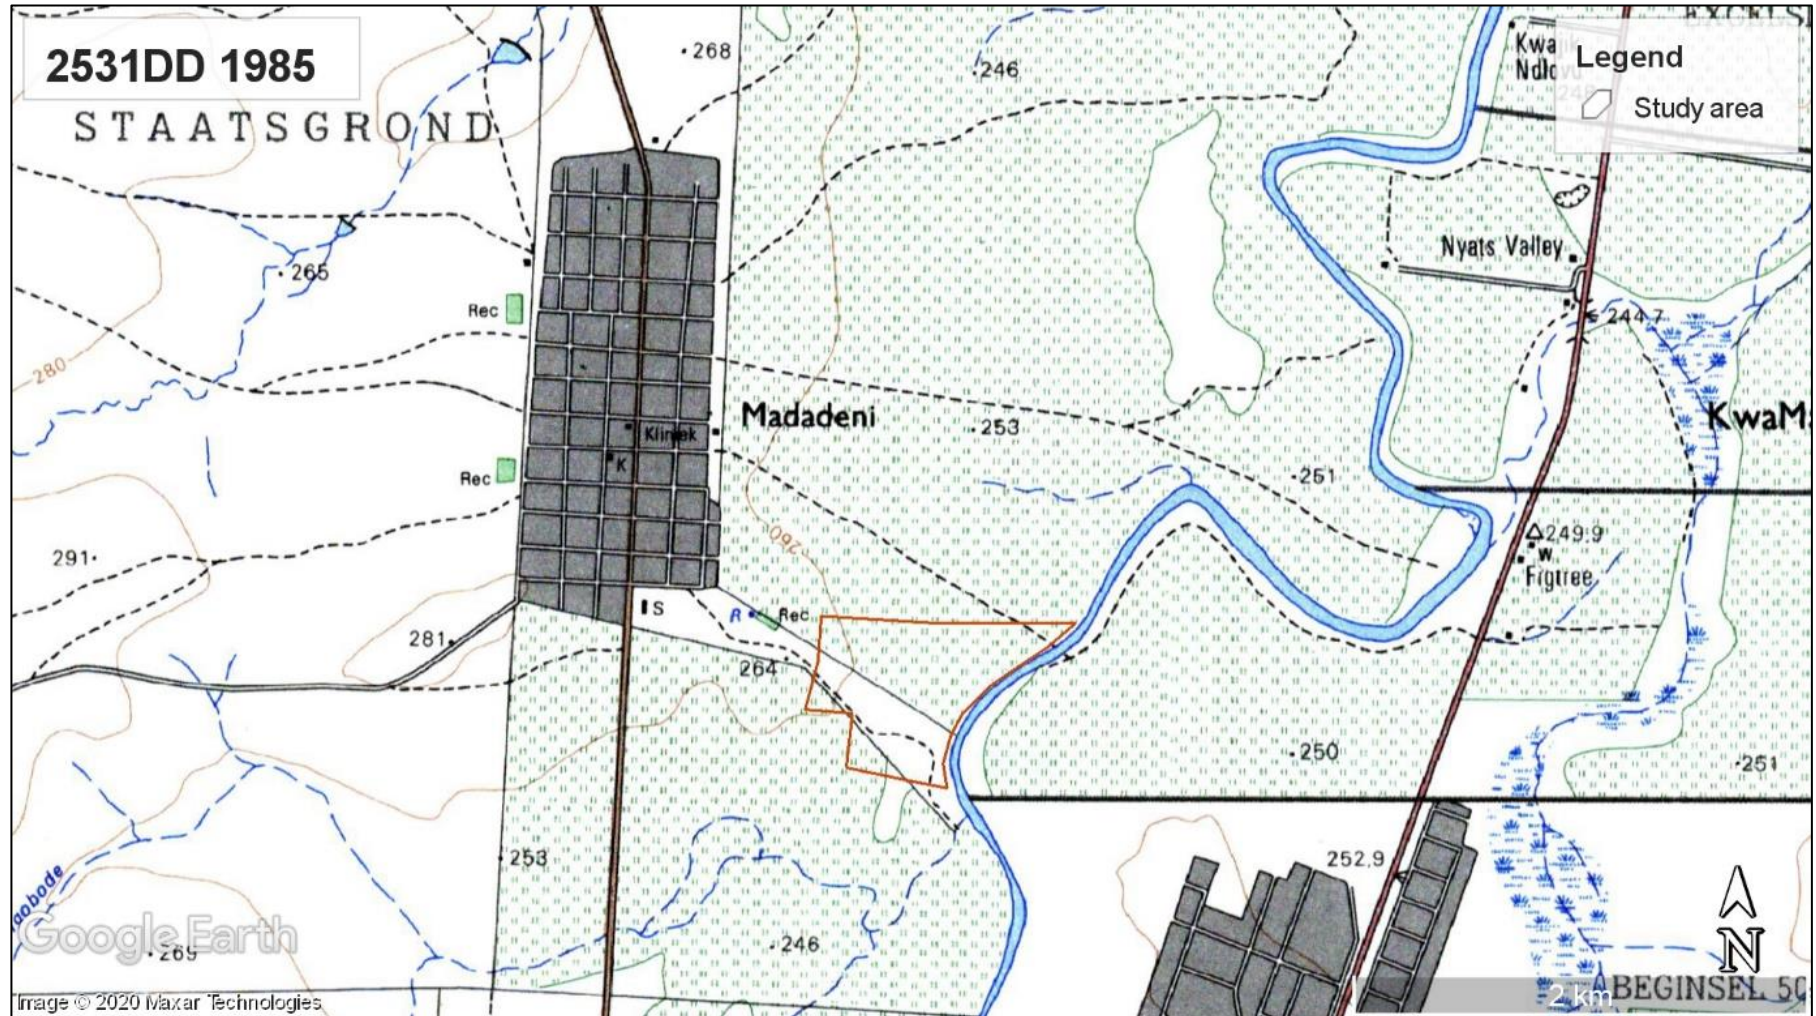 2531DD 1985
STAATSGROND
268
246
Legend
Study area
265
Nyats Valley
Rec
244.7
280
Madadeni
Kliniek
253
K
Rec
251
260
249.9
W
Figtree
291
S
R
Rec
281
264
250
251
253
252.9
246
269
Google Earth
N
BEGINSEL
2 km
Image © 2020 Maxar Technologies